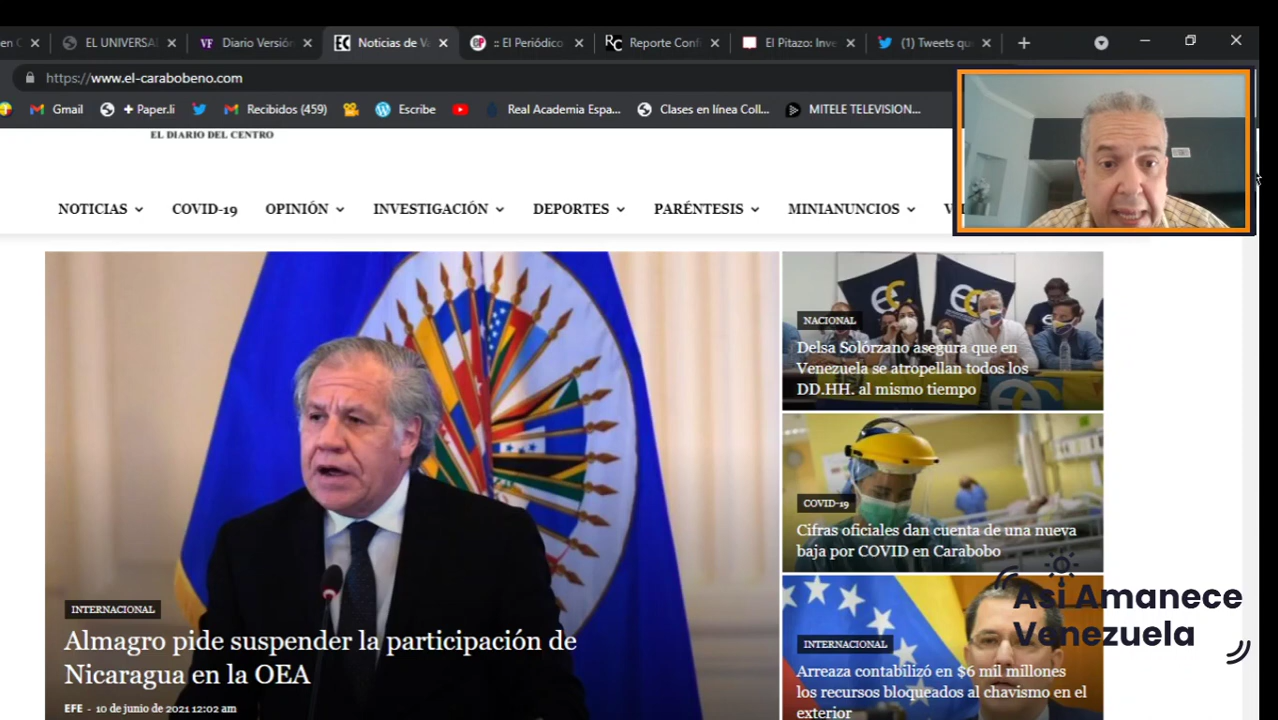 en C
EL UNIVERSA
Diario Versión
Noticias de Va
:: El Periódico
Reporte Conf
El Pitazo: Inve
(1) Tweets qu
https://www.el-carabobeno.com
Gmail
+ Paper.li
Recibidos (459)
Escribe
Real Academia Espa...
Clases en línea Coll...
MITELE TELEVISION...
EL DIARIO DEL CENTRO
NOTICIAS
COVID-19
OPINIÓN
INVESTIGACIÓN
DEPORTES
PARÉNTESIS
MINIANUNCIOS
INTERNACIONAL
Almagro pide suspender la participación de
Nicaragua en la OEA
EFE - 10 de junio de 2021 12:02 am
NACIONAL
Delsa Solórzano asegura que en
Venezuela se atropellan todos los
DD.HH. al mismo tiempo
COVID-19
Cifras oficiales dan cuenta de una nueva
baja por COVID en Carabobo
INTERNACIONAL
Arreaza contabilizó en $6 mil millones
los recursos bloqueados al chavismo en el
exterior
Así Amanece
Venezuela